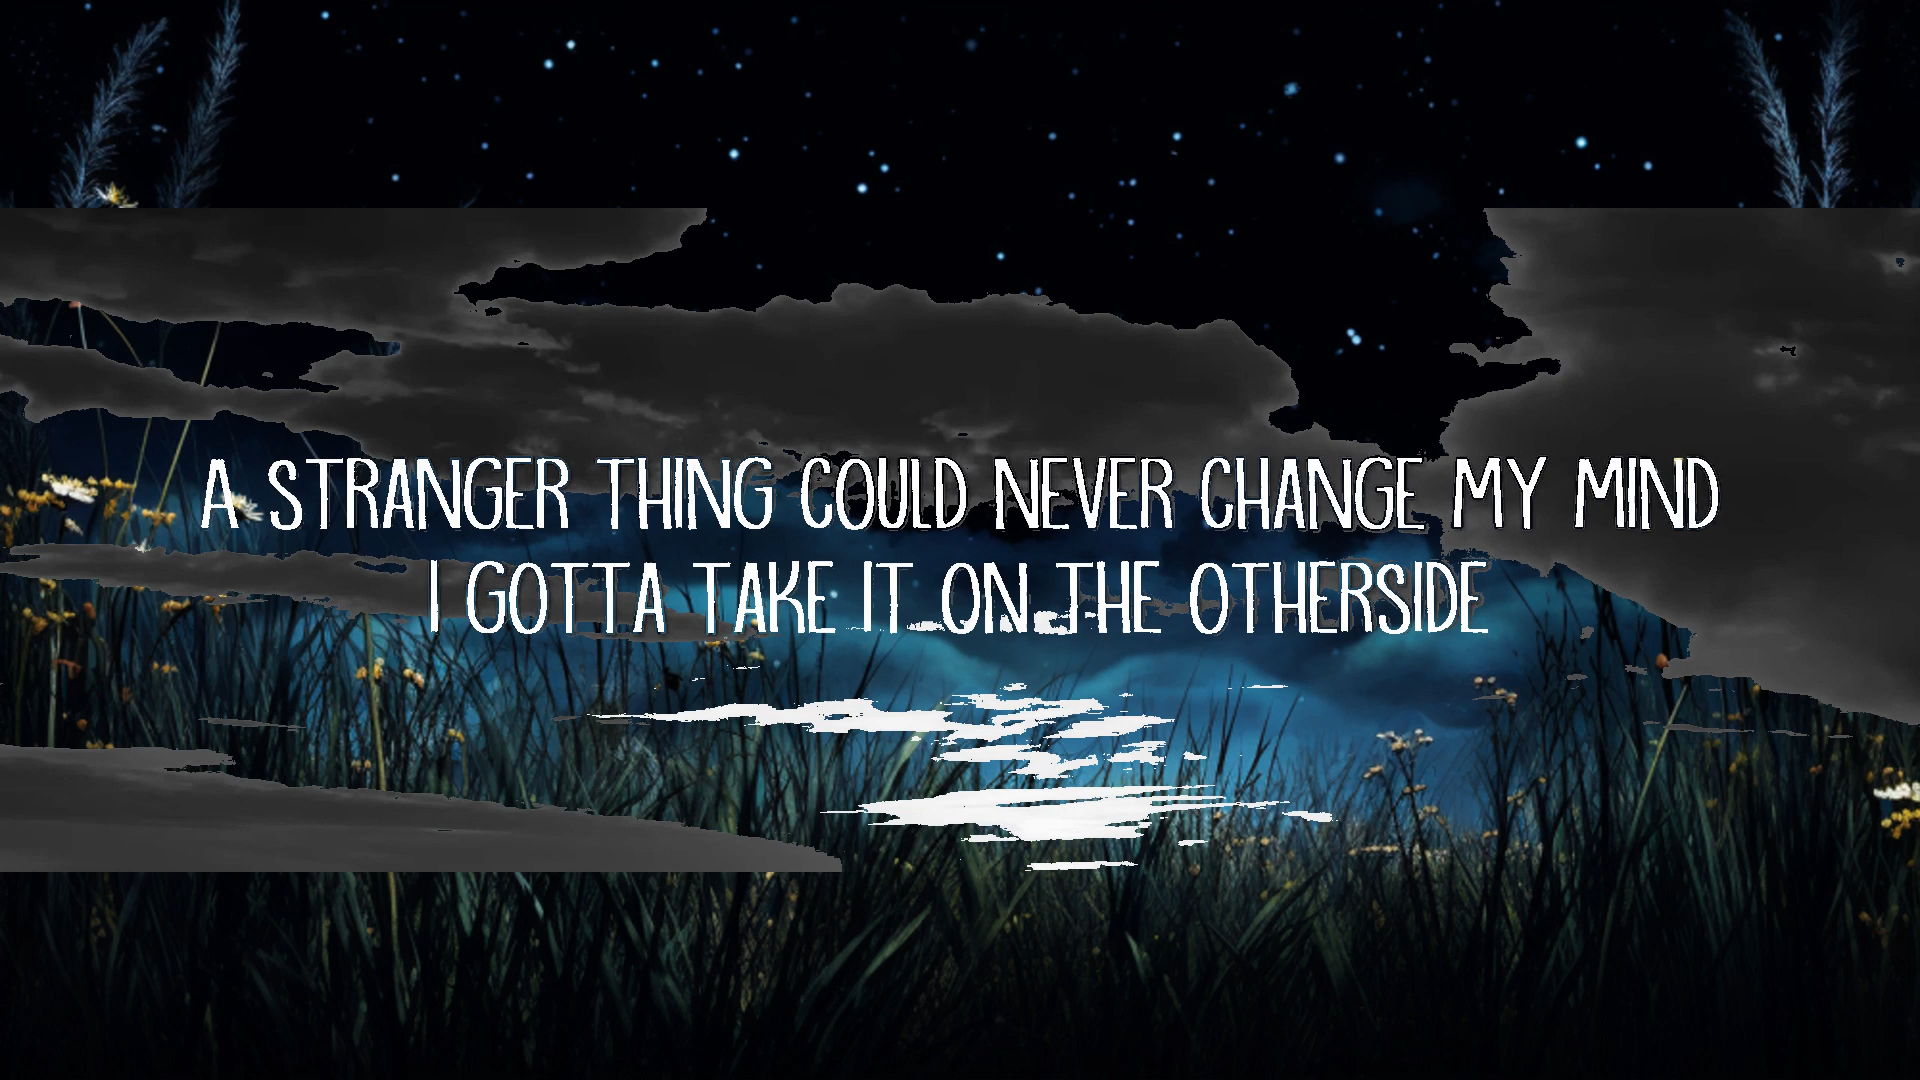 A STRANGER THING COULD NEVER CHANGE MY MIND
I GOTTA TAKE IT ON THE OTHERSIDE